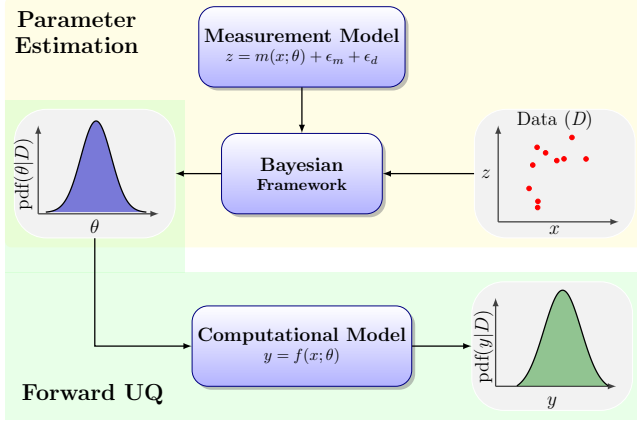 Parameter
Estimation
Measurement Model
z = m(x; θ) + ϵ_m + ϵ_d
Data (D)
z
x
Bayesian
Framework
pdf(θ|D)
θ
Computational Model
y = f(x; θ)
pdf(y|D)
y
Forward UQ